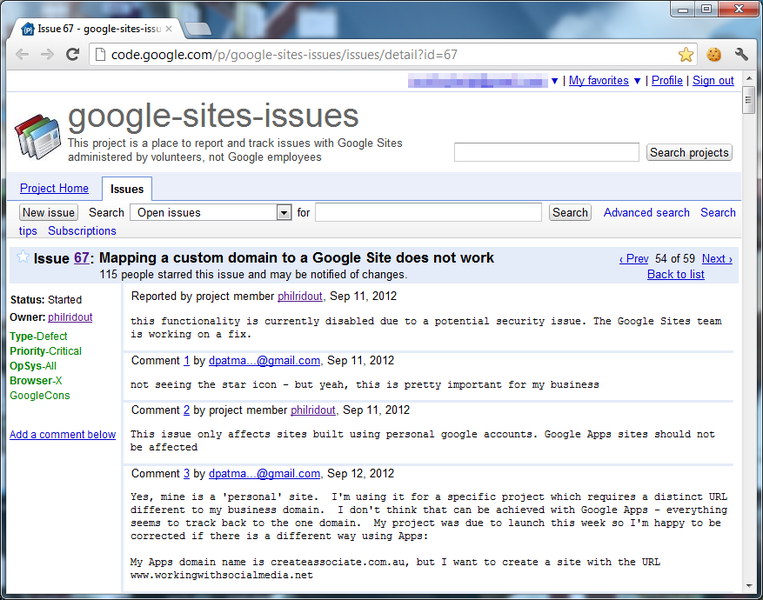 Issue 67 - google-sites-issu
code.google.com/p/google-sites-issues/issues/detail?id=67
▼ | My favorites ▼ | Profile | Sign out
google-sites-issues
This project is a place to report and track issues with Google Sites
administered by volunteers, not Google employees
Search projects
Project Home Issues
New issue Search Open issues for Search Advanced search Search
tips Subscriptions
Issue 67: Mapping a custom domain to a Google Site does not work ‹ Prev 54 of 59 Next ›
115 people starred this issue and may be notified of changes. Back to list
Status: Started
Owner: philridout
Type-Defect
Priority-Critical
OpSys-All
Browser-X
GoogleCons
Add a comment below
Reported by project member philridout, Sep 11, 2012
this functionality is currently disabled due to a potential security issue. The Google Sites team
is working on a fix.
Comment 1 by dpatma...@gmail.com, Sep 11, 2012
not seeing the star icon - but yeah, this is pretty important for my business
Comment 2 by project member philridout, Sep 11, 2012
This issue only affects sites built using personal google accounts. Google Apps sites should not
be affected
Comment 3 by dpatma...@gmail.com, Sep 12, 2012
Yes, mine is a 'personal' site.  I'm using it for a specific project which requires a distinct URL
different to my business domain.  I don't think that can be achieved with Google Apps - everything
seems to track back to the one domain.  My project was due to launch this week so I'm happy to be
corrected if there is a different way using Apps:
My Apps domain name is createassociate.com.au, but I want to create a site with the URL
www.workingwithsocialmedia.net